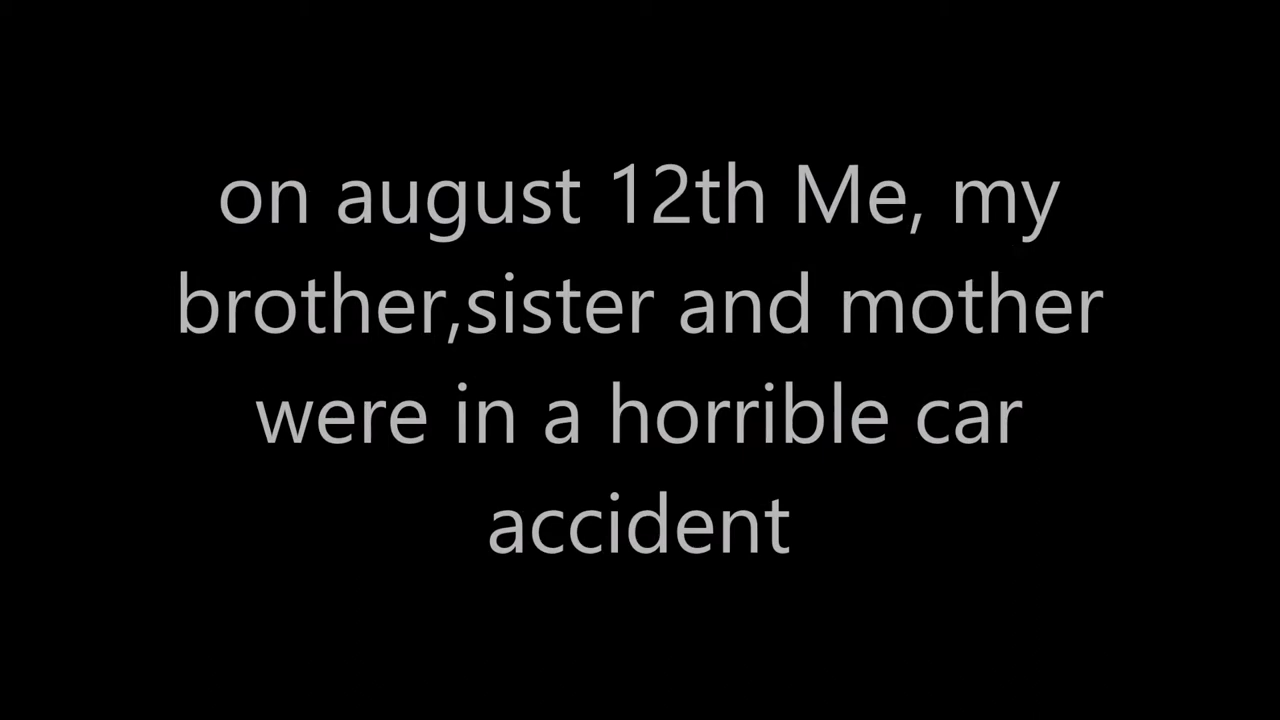 on august 12th Me, my
brother,sister and mother
were in a horrible car
accident